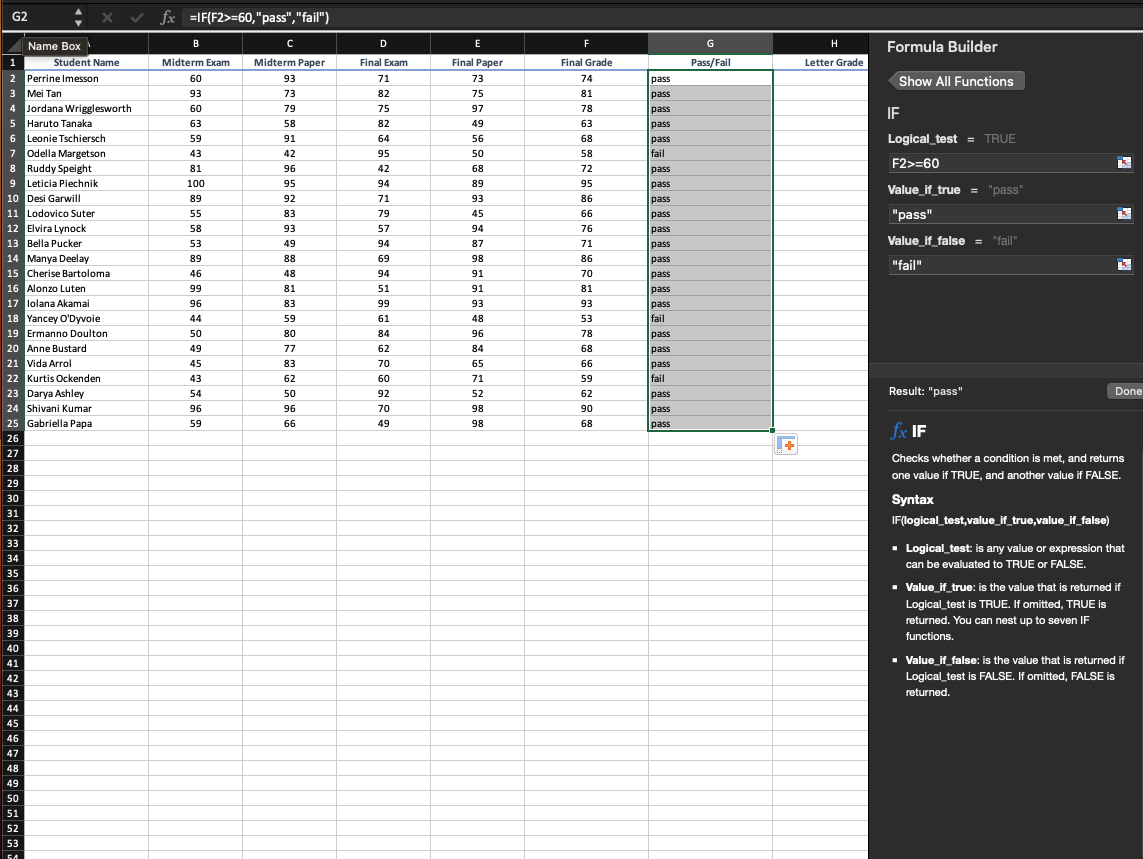 G2 fx =IF(F2>=60,"pass","fail")
Name Box B C D E F G H
1 Student Name Midterm Exam Midterm Paper Final Exam Final Paper Final Grade Pass/Fail Letter Grade
2 Perrine Imesson 60 93 71 73 74 pass
3 Mei Tan 93 73 82 75 81 pass
4 Jordana Wrigglesworth 60 79 75 97 78 pass
5 Haruto Tanaka 63 58 82 49 63 pass
6 Leonie Tschiersch 59 91 64 56 68 pass
7 Odella Margetson 43 42 95 50 58 fail
8 Ruddy Speight 81 96 42 68 72 pass
9 Leticia Piechnik 100 95 94 89 95 pass
10 Desi Garwill 89 92 71 93 86 pass
11 Lodovico Suter 55 83 79 45 66 pass
12 Elvira Lynock 58 93 57 94 76 pass
13 Bella Pucker 53 49 94 87 71 pass
14 Manya Deelay 89 88 69 98 86 pass
15 Cherise Bartoloma 46 48 94 91 70 pass
16 Alonzo Luten 99 81 51 91 81 pass
17 Iolana Akamai 96 83 99 93 93 pass
18 Yancey O'Dyvoie 44 59 61 48 53 fail
19 Ermanno Doulton 50 80 84 96 78 pass
20 Anne Bustard 49 77 62 84 68 pass
21 Vida Arrol 45 83 70 65 66 pass
22 Kurtis Ockenden 43 62 60 71 59 fail
23 Darya Ashley 54 50 92 52 62 pass
24 Shivani Kumar 96 96 70 98 90 pass
25 Gabriella Papa 59 66 49 98 68 pass
26
27
28
29
30
31
32
33
34
35
36
37
38
39
40
41
42
43
44
45
46
47
48
49
50
51
52
53
54
Formula Builder
Show All Functions
IF
Logical_test = TRUE
F2>=60
Value_if_true = "pass"
"pass"
Value_if_false = "fail"
"fail"
Result: "pass" Done
fx IF
Checks whether a condition is met, and returns
one value if TRUE, and another value if FALSE.
Syntax
IF(logical_test,value_if_true,value_if_false)
▪ Logical_test: is any value or expression that
can be evaluated to TRUE or FALSE.
▪ Value_if_true: is the value that is returned if
Logical_test is TRUE. If omitted, TRUE is
returned. You can nest up to seven IF
functions.
▪ Value_if_false: is the value that is returned if
Logical_test is FALSE. If omitted, FALSE is
returned.